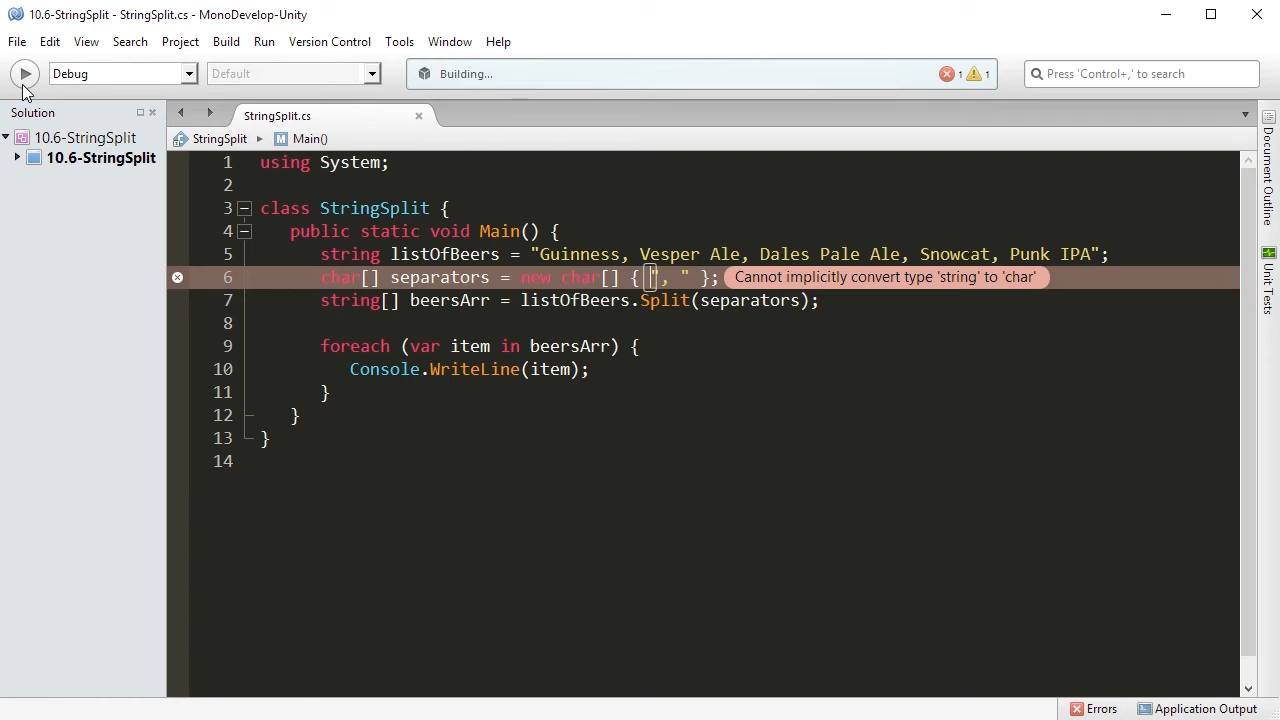 10.6-StringSplit - StringSplit.cs - MonoDevelop-Unity
File Edit View Search Project Build Run Version Control Tools Window Help
Debug Default Building... 1 1 Press 'Control+,' to search
Solution StringSplit.cs
10.6-StringSplit StringSplit Main()
10.6-StringSplit
1 using System;
2
3 class StringSplit {
4 public static void Main() {
5 string listOfBeers = "Guinness, Vesper Ale, Dales Pale Ale, Snowcat, Punk IPA";
6 char[] separators = new char[] { ", " }; Cannot implicitly convert type 'string' to 'char'
7 string[] beersArr = listOfBeers.Split(separators);
8
9 foreach (var item in beersArr) {
10 Console.WriteLine(item);
11 }
12 }
13 }
14
Document Outline
Unit Tests
Errors Application Output